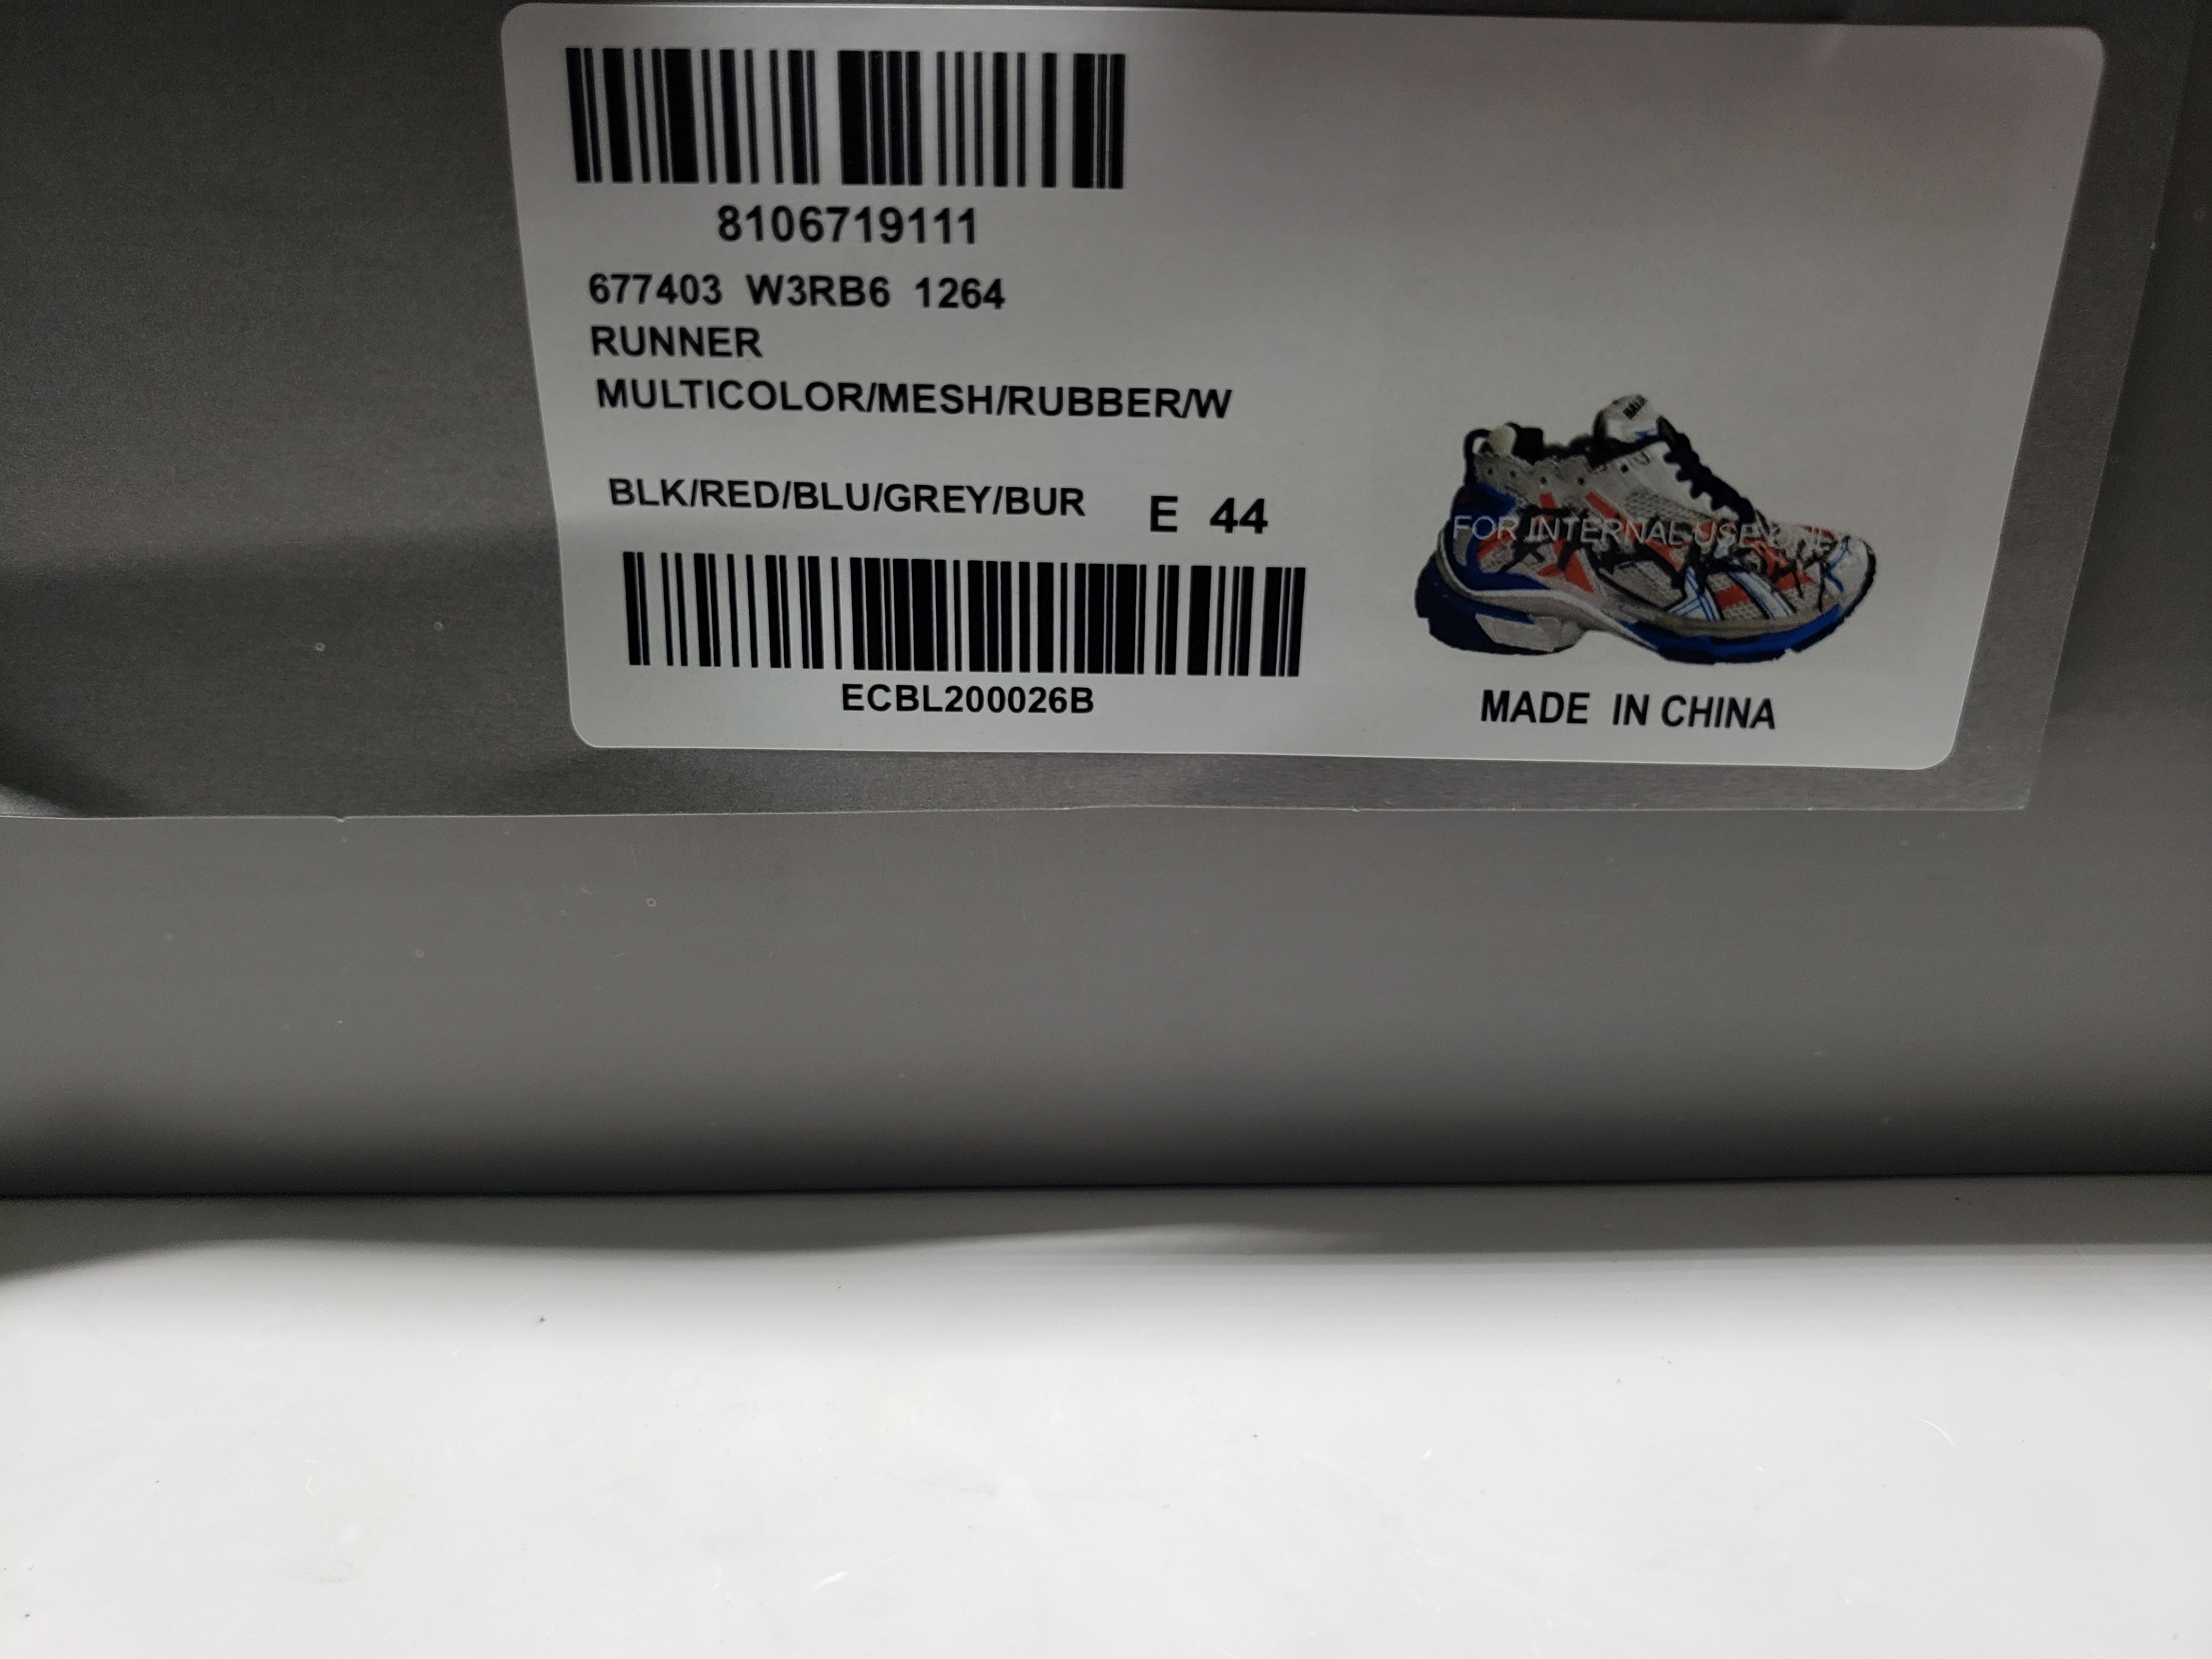 8106719111
677403 W3RB6 1264
RUNNER
MULTICOLOR/MESH/RUBBER/W
BLK/RED/BLU/GREY/BUR E 44
ECBL200026B
FOR INTERNAL USE
MADE IN CHINA